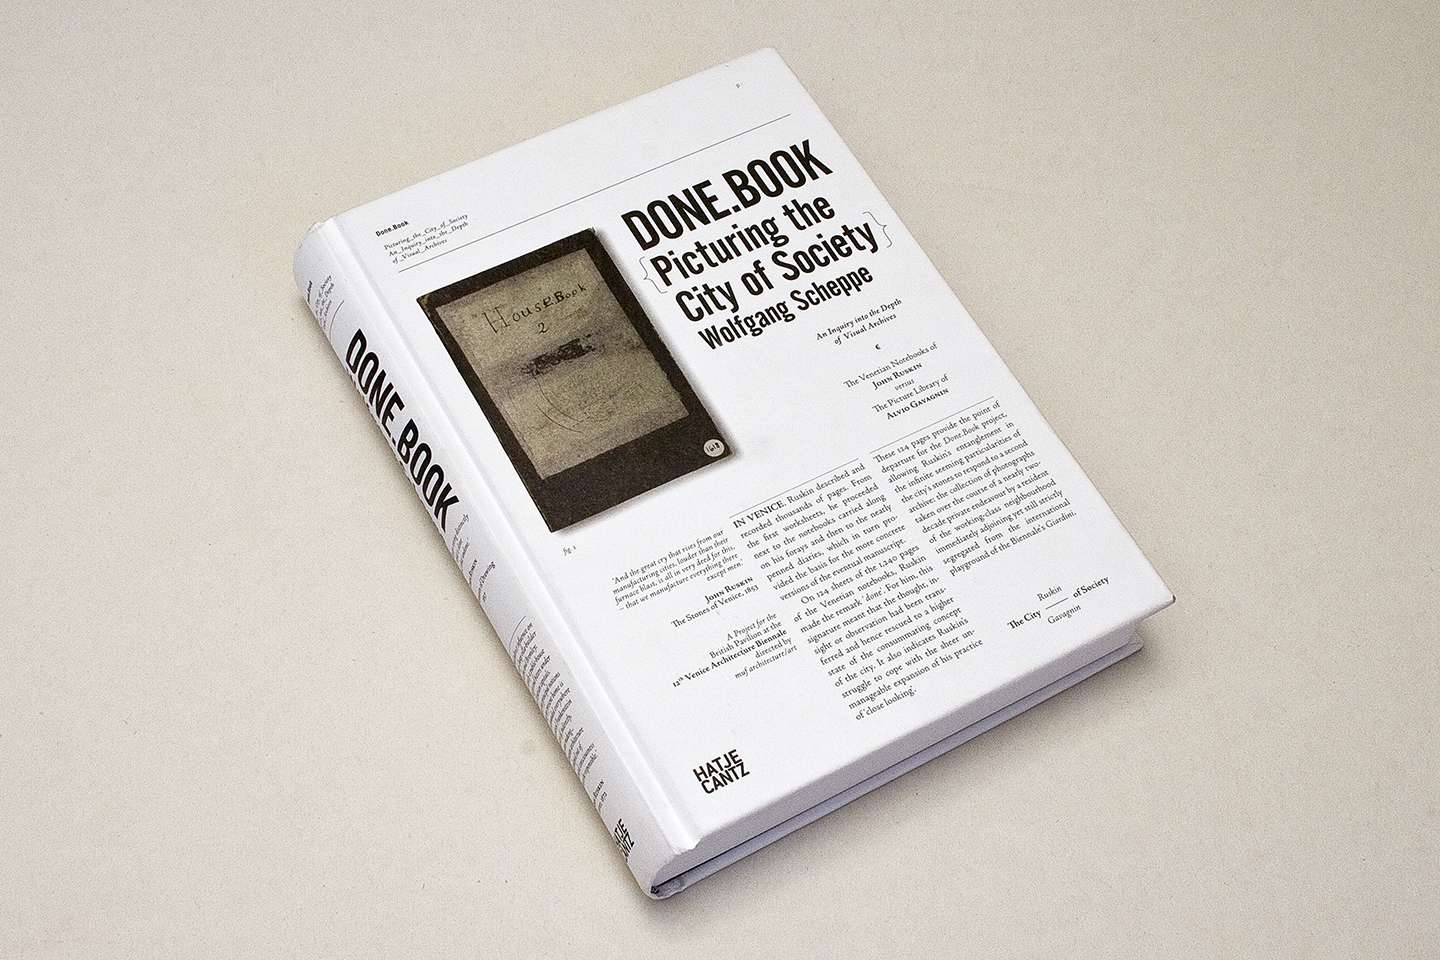 Done.Book
Picturing_the_City_of_Society
An_Inquiry_into_the_Depth
of_Visual_Archives
DONE.BOOK
{Picturing the
City of Society}
Wolfgang Scheppe
An Inquiry into the Depth
of Visual Archives
€
The Venetian Notebooks of
JOHN RUSKIN
versus
The Picture Library of
ALVIO GAVAGNIN
House Book
2
fig 1
'And the great cry that rises from our
manufacturing cities, louder than their
furnace blast, is all in very deed for this,
– that we manufacture everything there
except men.'
JOHN RUSKIN
The Stones of Venice, 1853
A Project for the
British Pavilion at the
12th Venice Architecture Biennale
directed by
muf architecture/art
IN VENICE, Ruskin described and
recorded thousands of pages. From
the first worksheets, he proceeded
next to the notebooks carried along
on his forays and then to the neatly
penned diaries, which in turn pro-
vided the basis for the more concrete
versions of the eventual manuscript.
On 124 sheets of the 1.240 pages
of the Venetian notebooks, Ruskin
made the remark 'done'. For him, this
signature meant that the thought, in-
sight or observation had been trans-
ferred and hence rescued to a higher
state of the consummating concept
of the city. It also indicates Ruskin's
struggle to cope with the sheer un-
manageable expansion of his practice
of 'close looking'.
These 124 pages provide the point of
departure for the Done.Book project,
allowing Ruskin's entanglement in
the infinite seeming particularities of
the city's stones to respond to a second
archive: the collection of photographs
taken over the course of a nearly two-
decade private endeavour by a resident
of the working-class neighbourhood
immediately adjoining yet still strictly
segregated from the international
playground of the Biennale's Giardini.
Ruskin
The City of Society
Gavagnin
HATJE
CANTZ
DONE.BOOK
HATJE
CANTZ